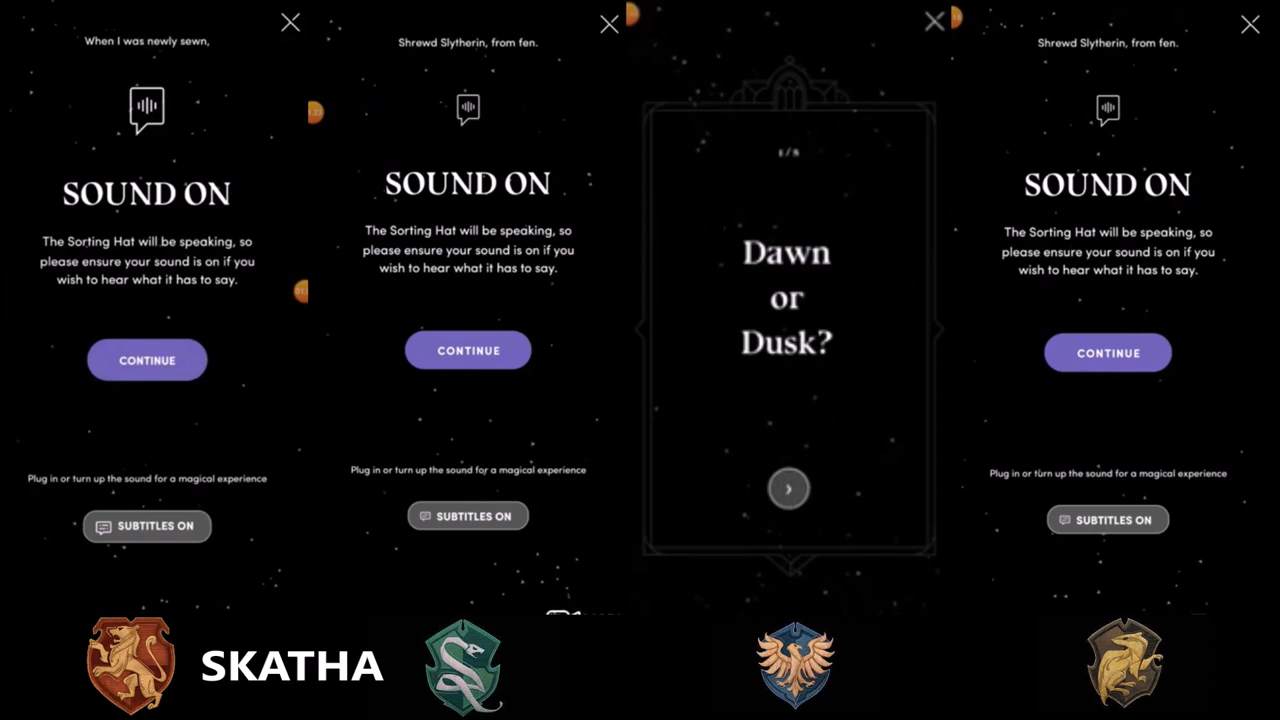 When I was newly sewn,
SOUND ON
The Sorting Hat will be speaking, so
please ensure your sound is on if you
wish to hear what it has to say.
CONTINUE
Plug in or turn up the sound for a magical experience
SUBTITLES ON
Shrewd Slytherin, from fen.
SOUND ON
The Sorting Hat will be speaking, so
please ensure your sound is on if you
wish to hear what it has to say.
CONTINUE
Plug in or turn up the sound for a magical experience
SUBTITLES ON
1/8
Dawn
or
Dusk?
Shrewd Slytherin, from fen.
SOUND ON
The Sorting Hat will be speaking, so
please ensure your sound is on if you
wish to hear what it has to say.
CONTINUE
Plug in or turn up the sound for a magical experience
SUBTITLES ON
SKATHA